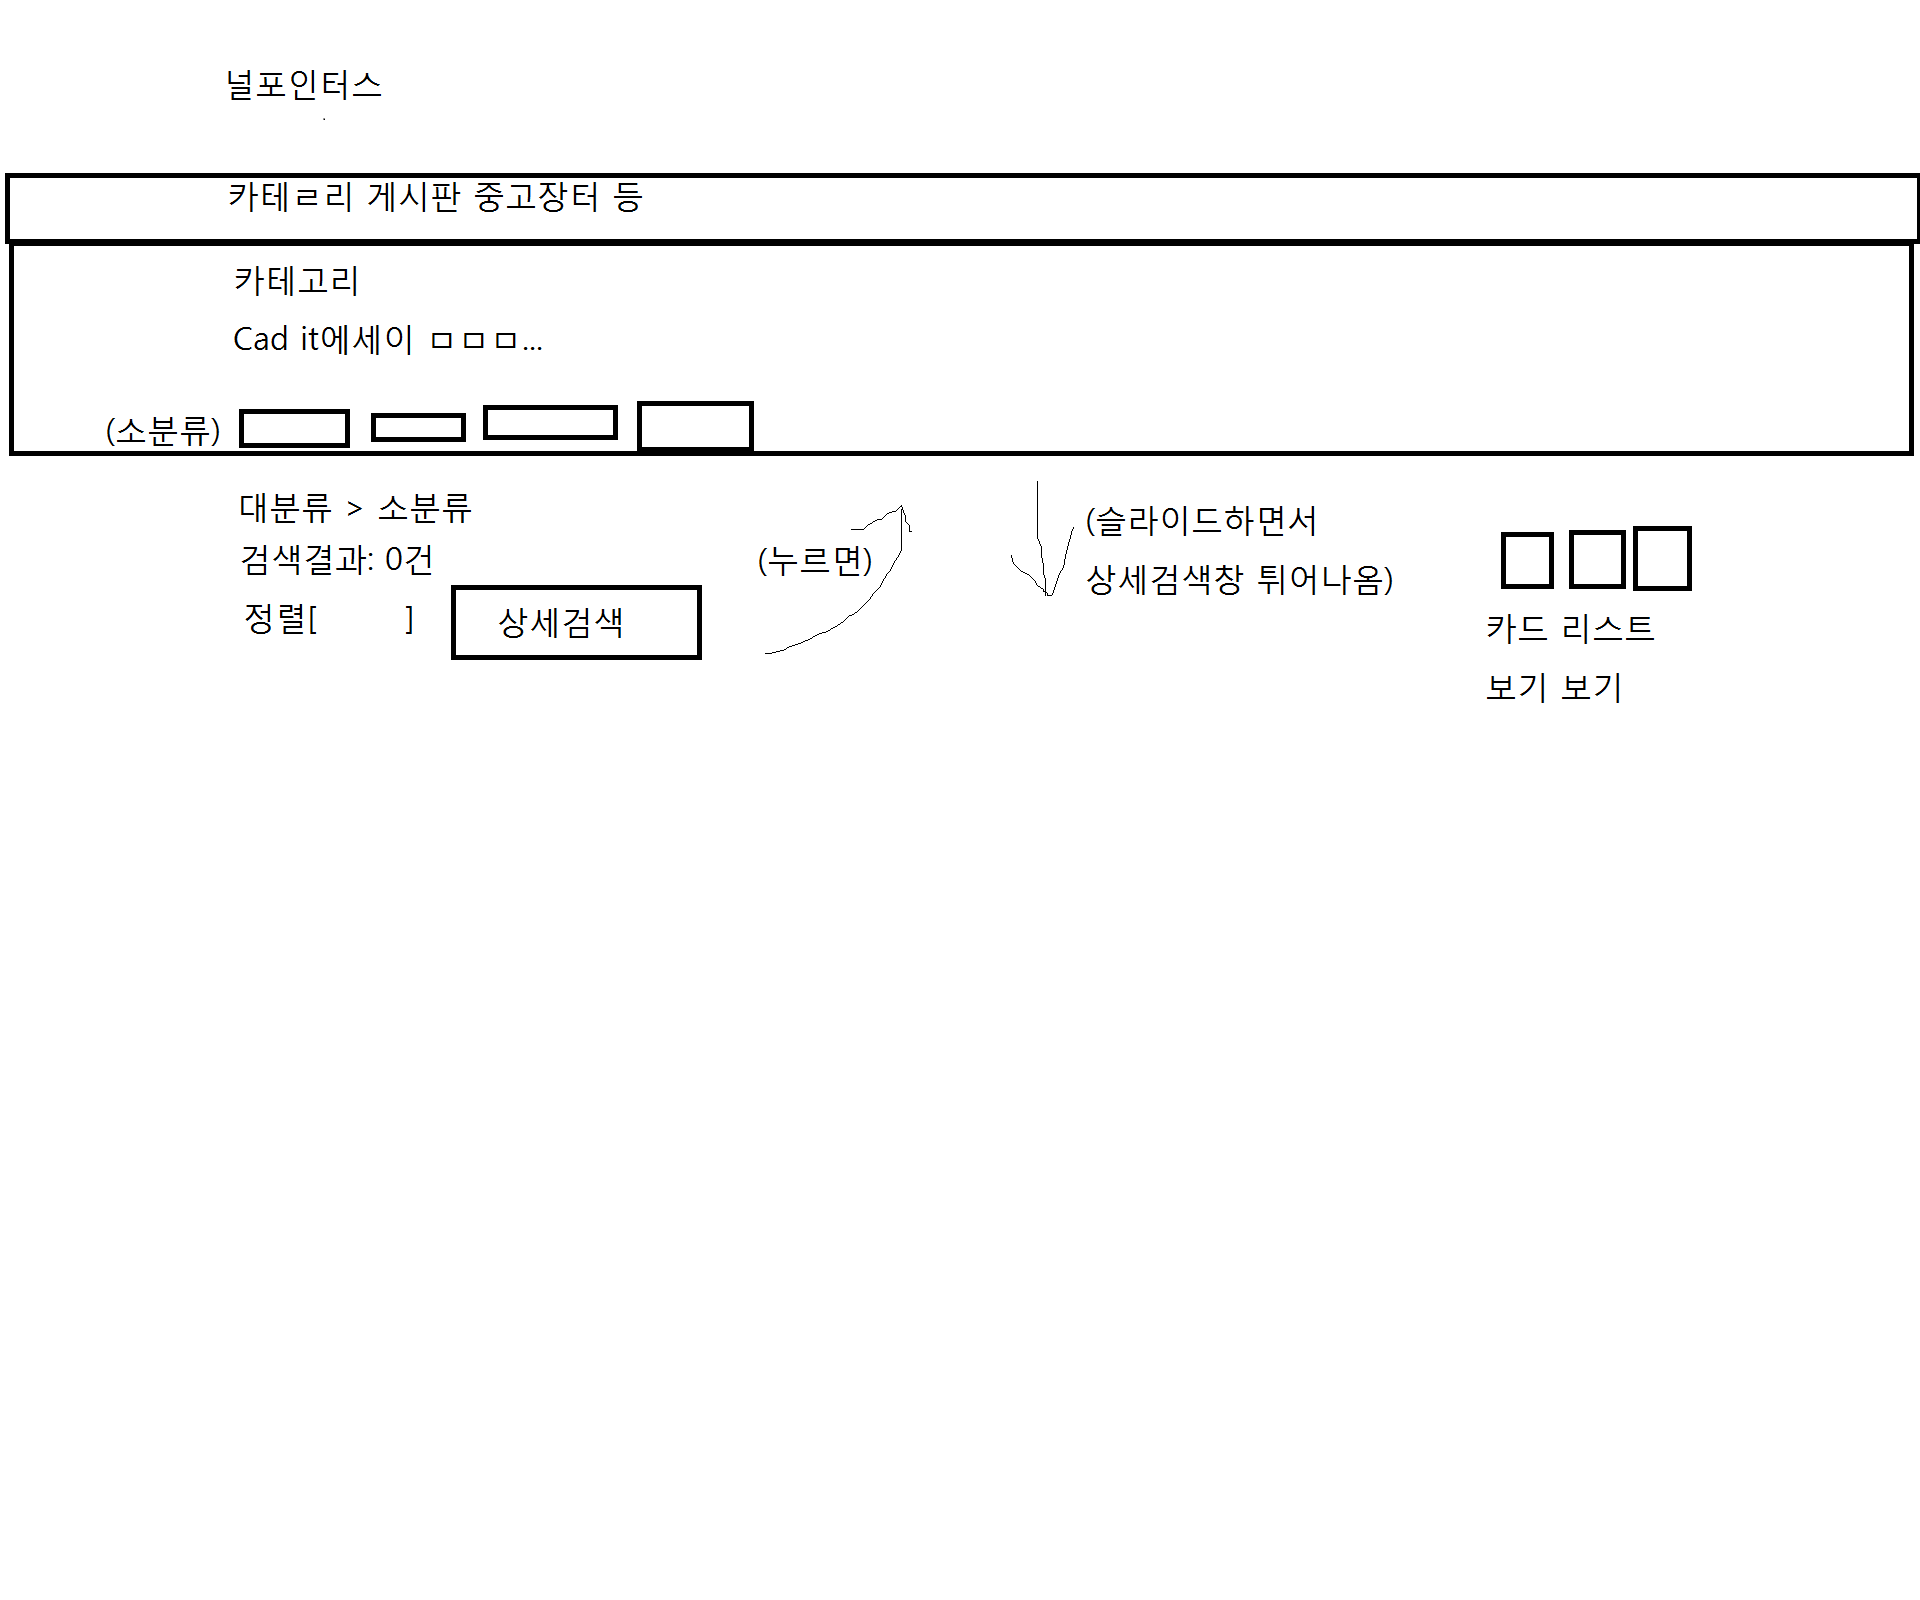 널포인터스
카테ㄹ리 게시판 중고장터 등
카테고리
Cad it에세이 ㅁㅁㅁ...
(소분류)
대분류 > 소분류
검색결과: 0건
정렬[ ]
상세검색
(누르면)
(슬라이드하면서
상세검색창 튀어나옴)
카드 리스트
보기 보기